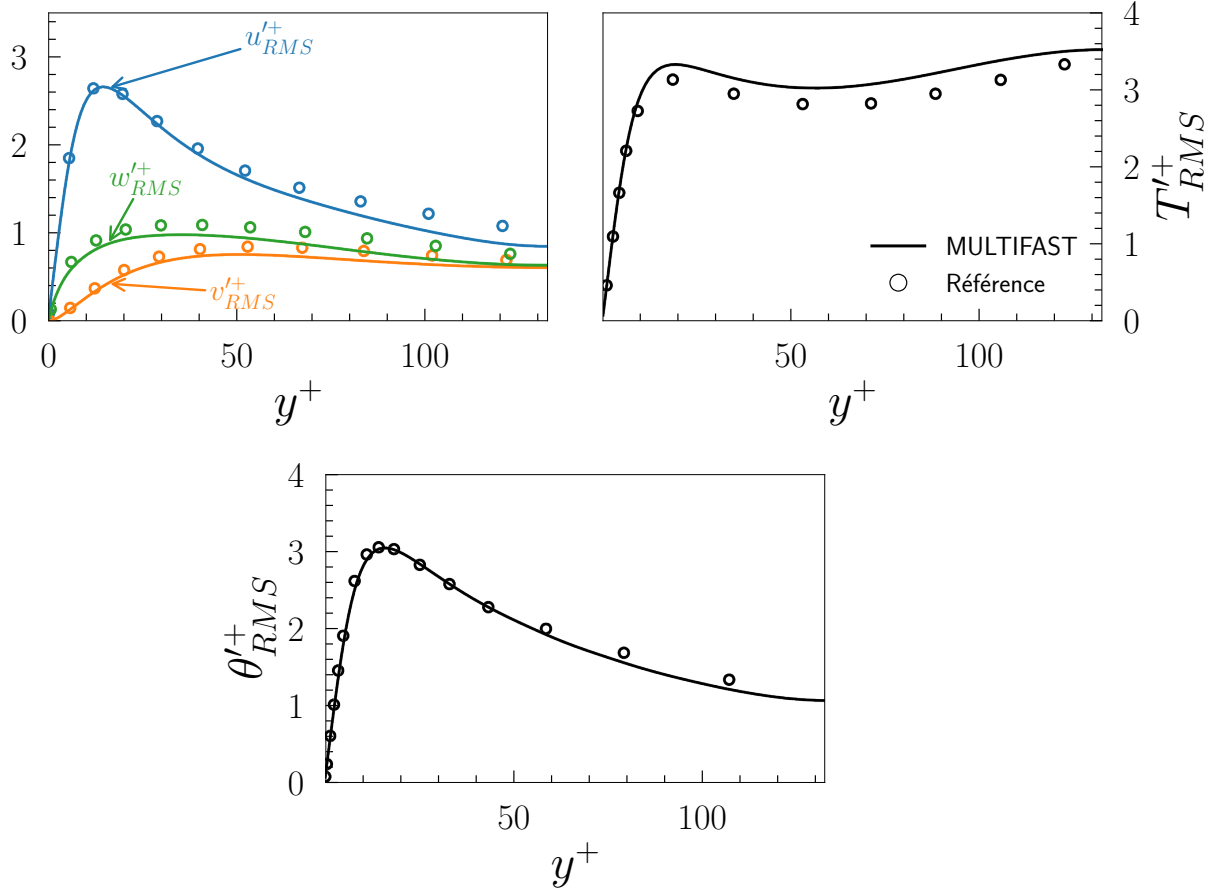 3
2
1
0
0
50
100
y⁺
u′⁺RMS
w′⁺RMS
v′⁺RMS
4
3
2
1
0
50
100
y⁺
T′⁺RMS
MULTIFAST
Référence
4
3
2
1
0
50
100
y⁺
θ′⁺RMS